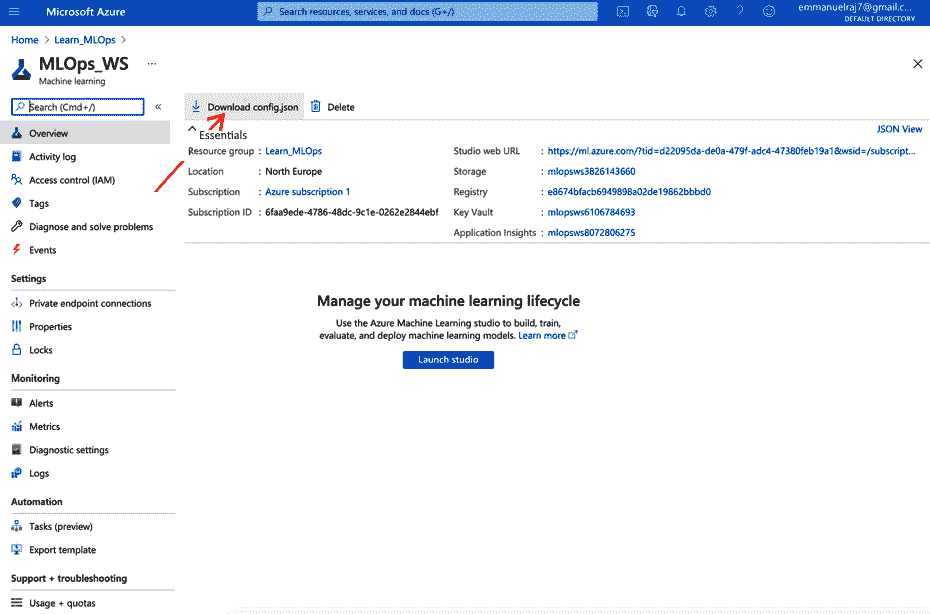 Microsoft Azure
Search resources, services, and docs (G+/)
emmanuelraj7@gmail.c...
DEFAULT DIRECTORY
Home > Learn_MLOps >
MLOps_WS ...
Machine learning
Search (Cmd+/)
«
Overview
Activity log
Access control (IAM)
Tags
Diagnose and solve problems
Events
Settings
Private endpoint connections
Properties
Locks
Monitoring
Alerts
Metrics
Diagnostic settings
Logs
Automation
Tasks (preview)
Export template
Support + troubleshooting
Usage + quotas
Download config.json
Delete
Essentials
JSON View
Resource group : Learn_MLOps
Location : North Europe
Subscription : Azure subscription 1
Subscription ID : 6faa9ede-4786-48dc-9c1e-0262e2844ebf
Studio web URL : https://ml.azure.com/?tid=d22095da-de0a-479f-adc4-47380feb19a1&wsid=/subscript...
Storage : mlopsws3826143660
Registry : e8674bfacb6949898a02de19862bbbd0
Key Vault : mlopsws6106784693
Application Insights : mlopsws8072806275
Manage your machine learning lifecycle
Use the Azure Machine Learning studio to build, train,
evaluate, and deploy machine learning models. Learn more
Launch studio